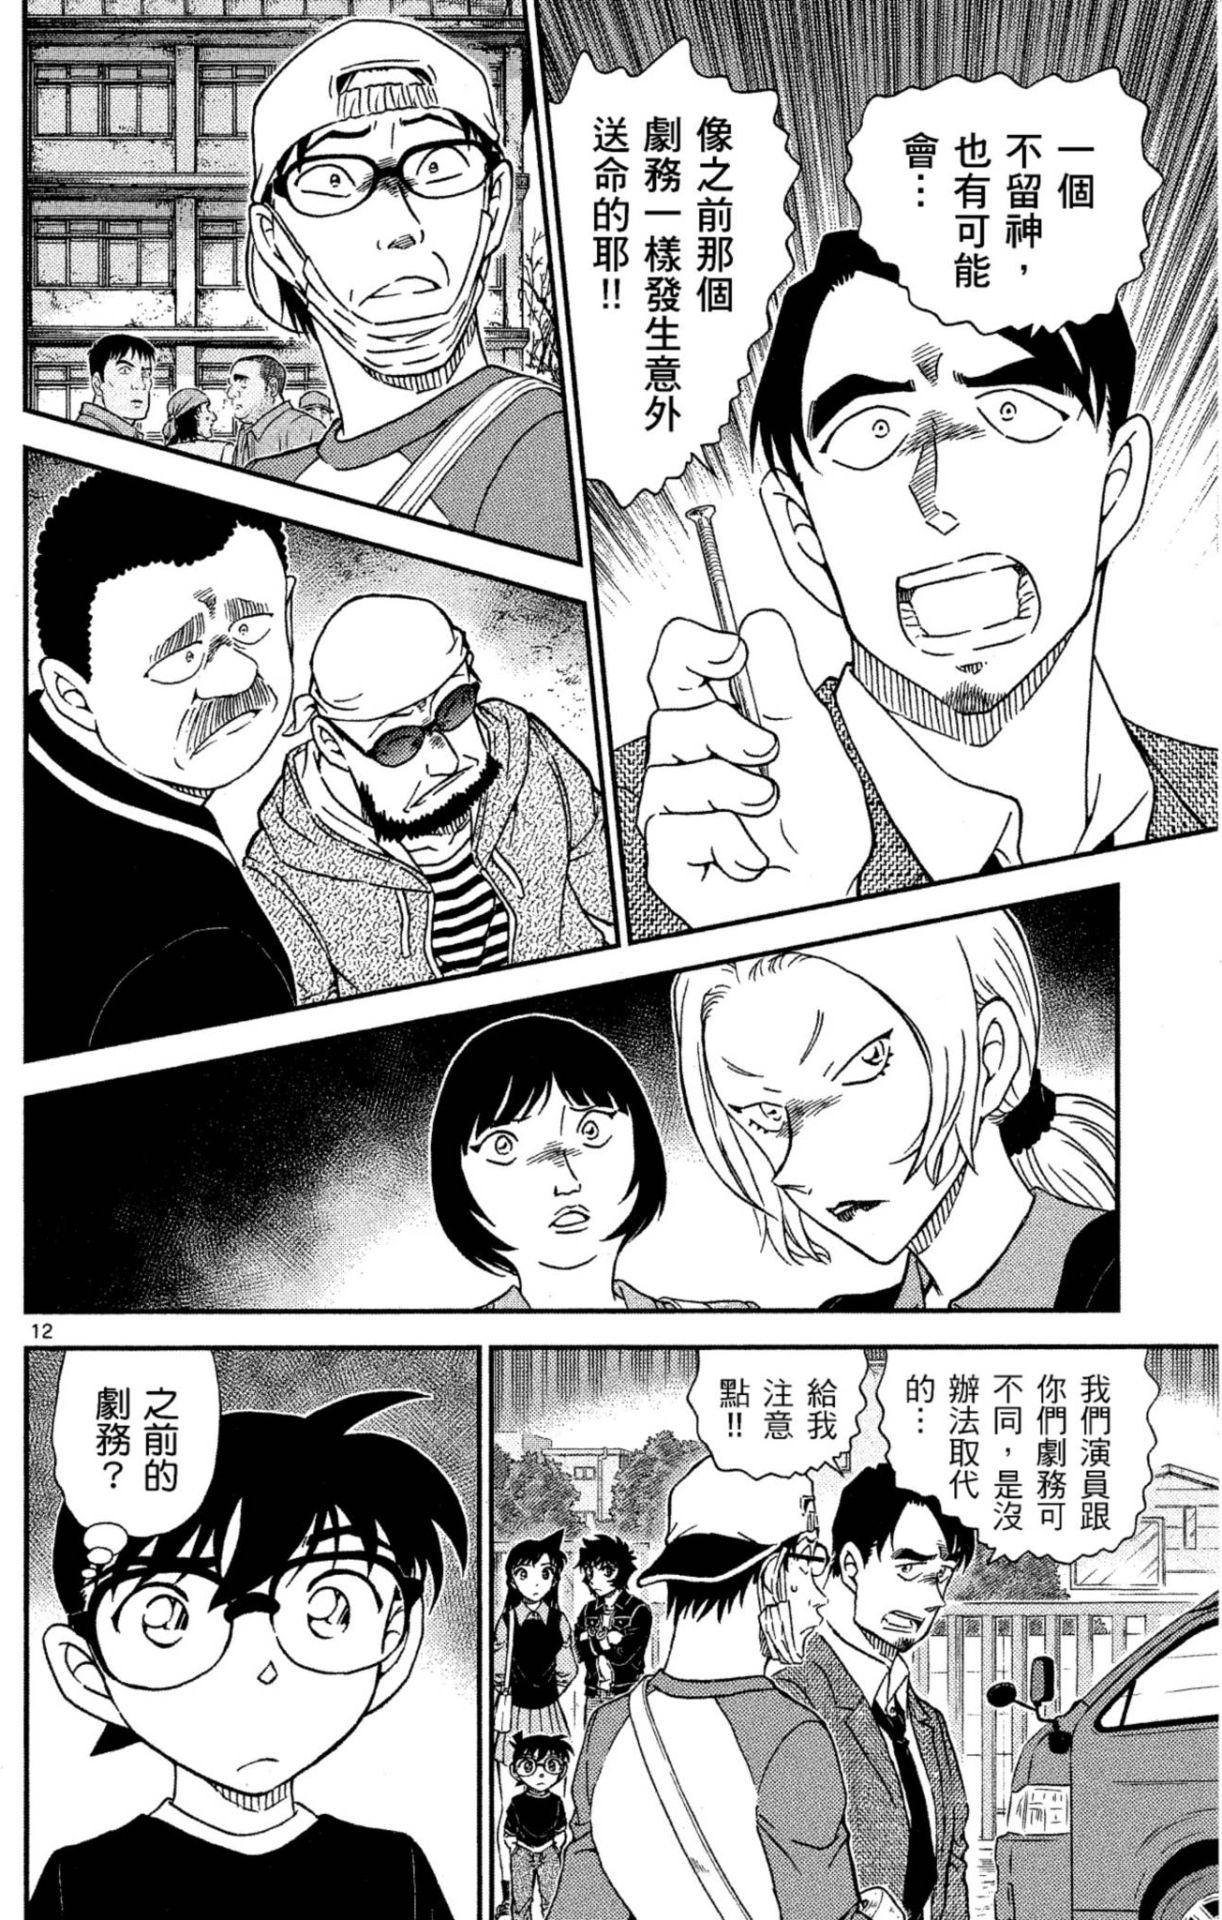 一個
不留神，
也有可能
會…
像之前那個
劇務一樣發生意外
送命的耶!!
我們演員跟
你們劇務可
不同，是沒
辦法取代
的…
給我
注意
點!!
之前的
劇務？
12